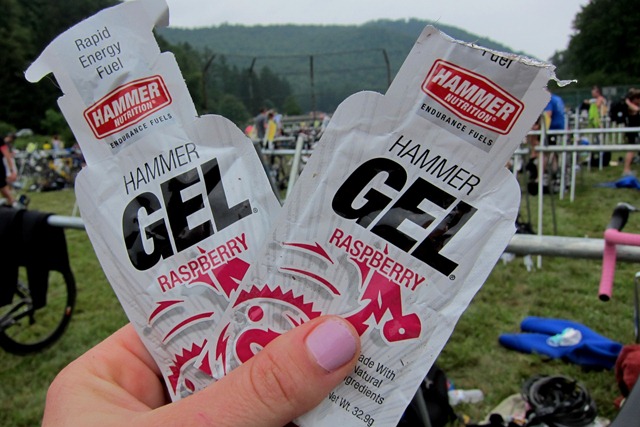 Rapid
Energy
Fuel
HAMMER
NUTRITION®
ENDURANCE FUELS
HAMMER
GEL®
RASPBERRY
Fuel
HAMMER
NUTRITION®
ENDURANCE FUELS
HAMMER
GEL®
RASPBERRY
ade With
Natural
ngredients
Net Wt. 32.9g